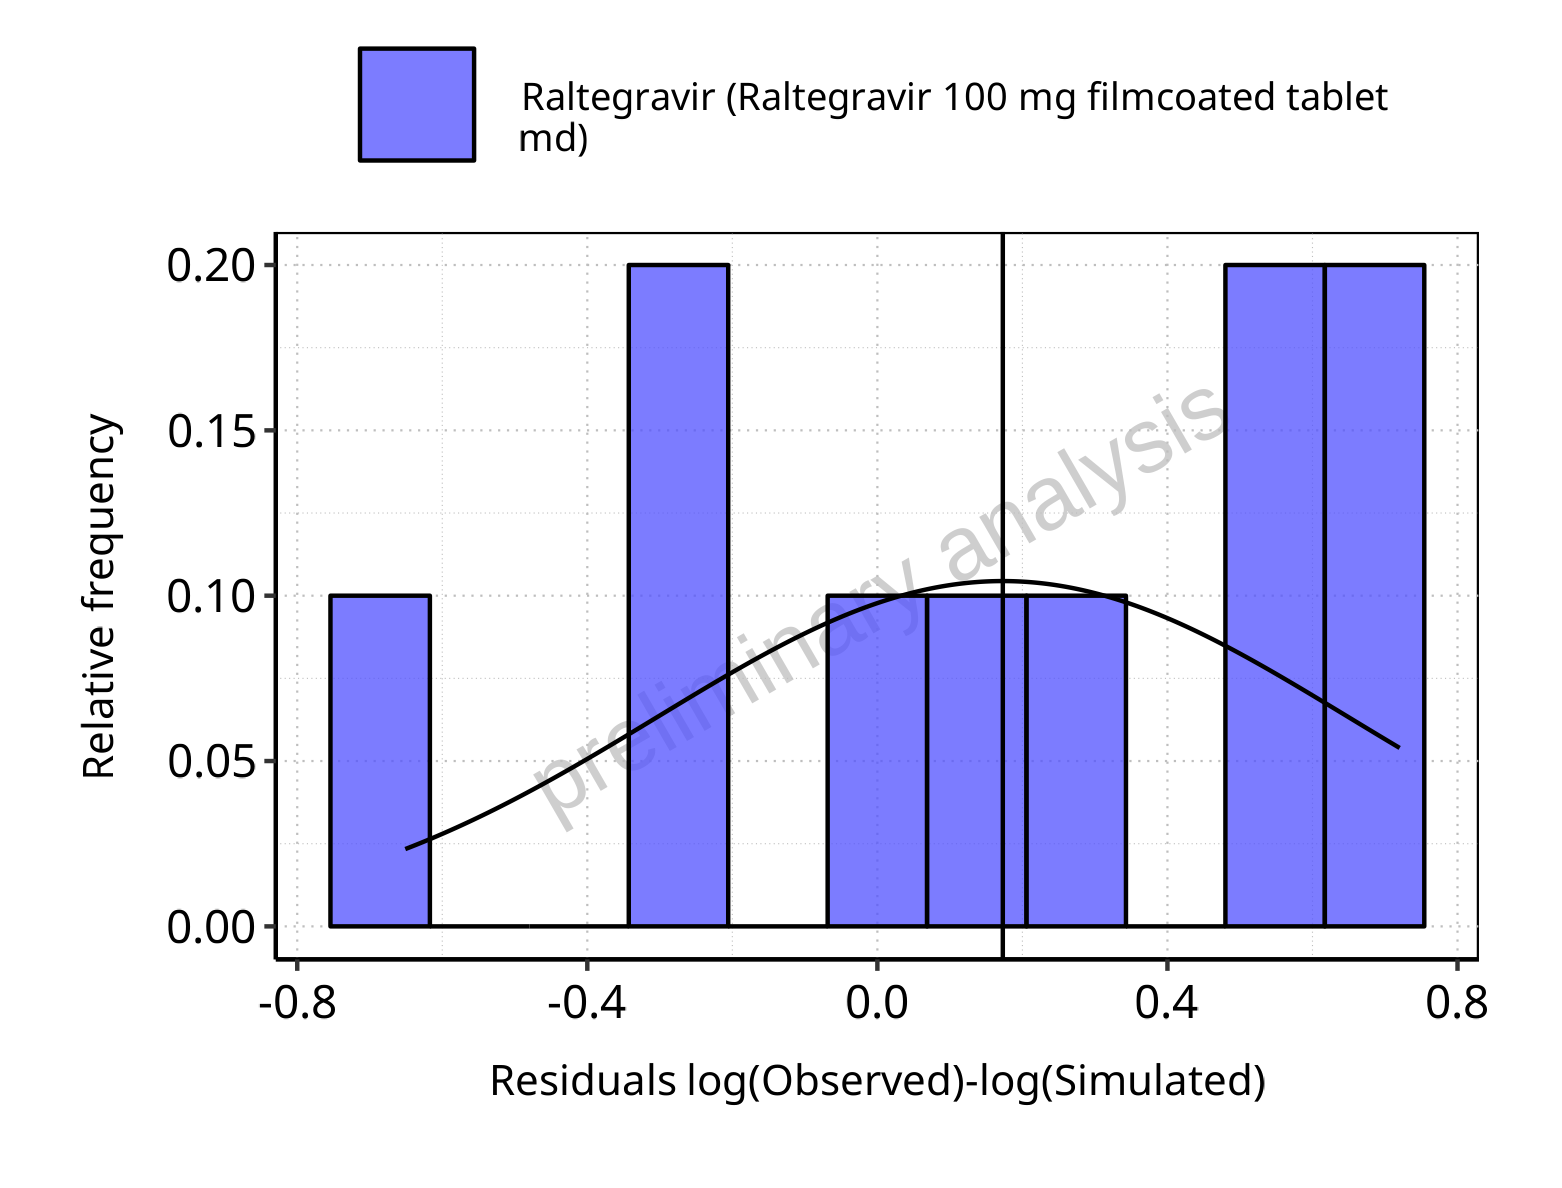 Raltegravir (Raltegravir 100 mg filmcoated tablet
md)
0.20
0.15
0.10
0.05
0.00
Relative frequency
preliminary analysis
-0.8
-0.4
0.0
0.4
0.8
Residuals log(Observed)-log(Simulated)